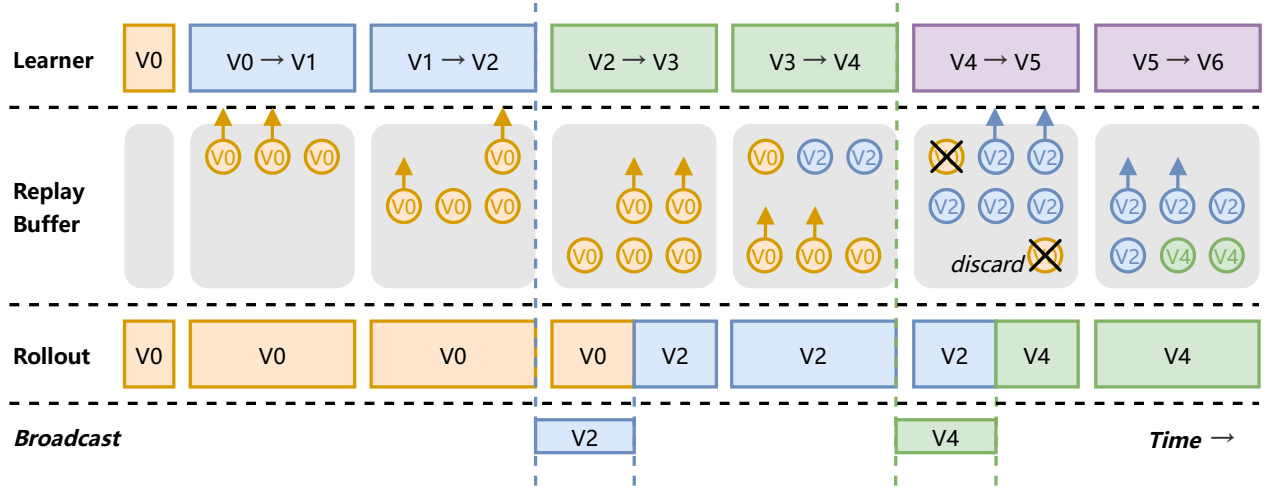 Learner V0 V0 → V1 V1 → V2 V2 → V3 V3 → V4 V4 → V5 V5 → V6
V0 V0 V0 V0 V0 V2 V2 V0 V2 V2
Replay Buffer
V0 V0 V0 V0 V0 V2 V2 V2 V2 V2 V2
V0 V0 V0 V0 V0 V0 discard V0 V2 V4 V4
Rollout V0 V0 V0 V0 V2 V2 V2 V4 V4
Broadcast V2 V4 Time →